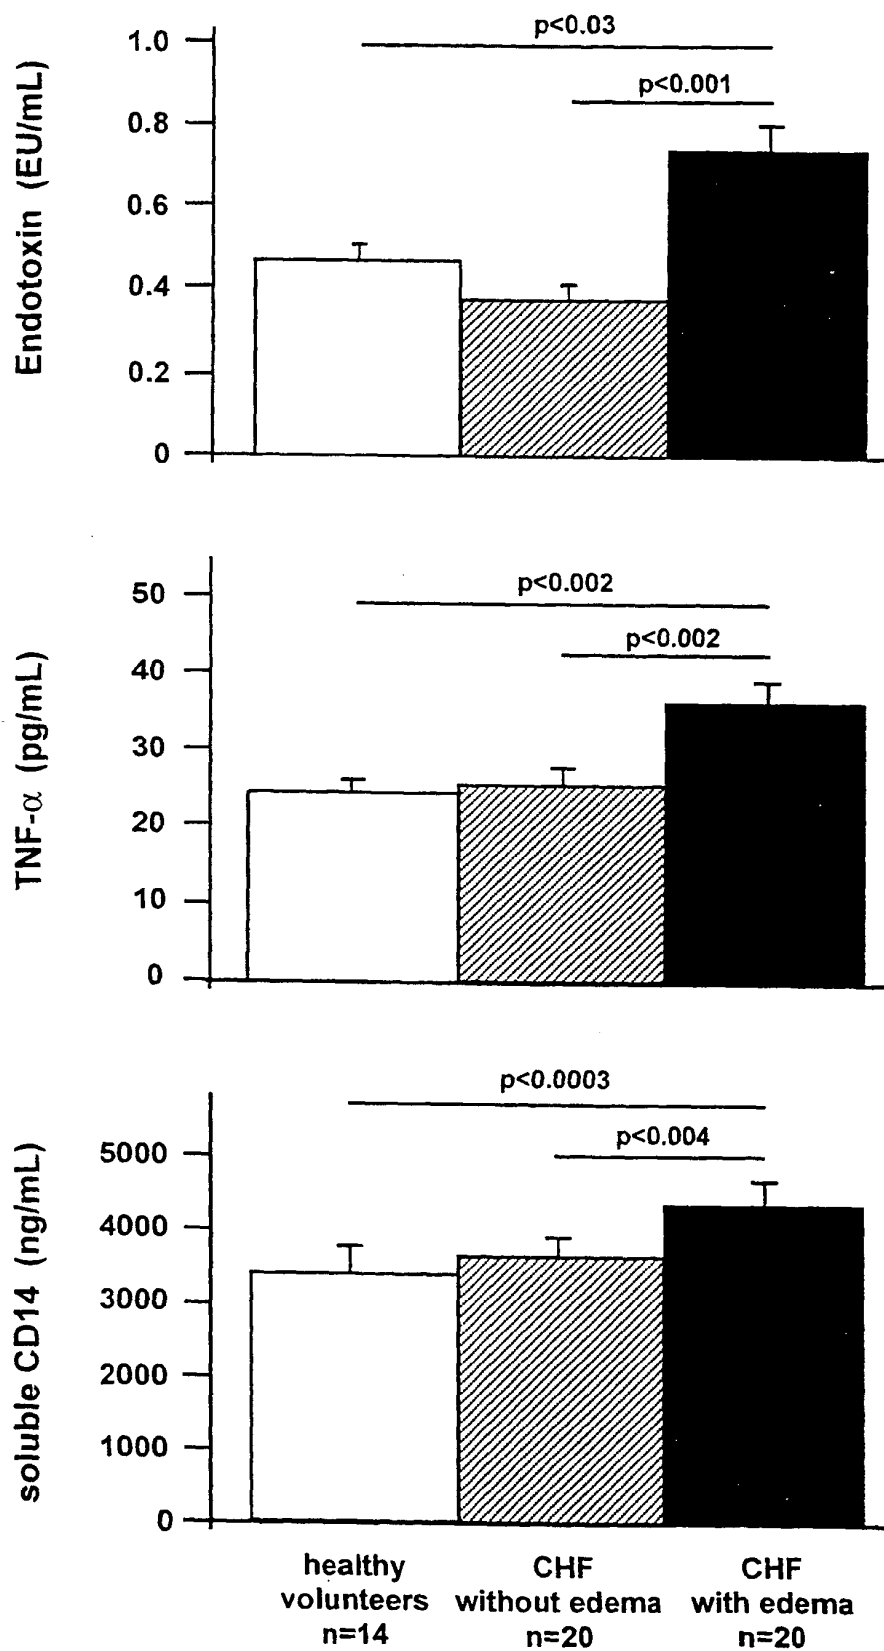 Endotoxin (EU/mL)
1.0
0.8
0.6
0.4
0.2
0
p<0.03
p<0.001
TNF-α (pg/mL)
50
40
30
20
10
0
p<0.002
p<0.002
soluble CD14 (ng/mL)
5000
4000
3000
2000
1000
0
p<0.0003
p<0.004
healthy
volunteers
n=14
CHF
without edema
n=20
CHF
with edema
n=20